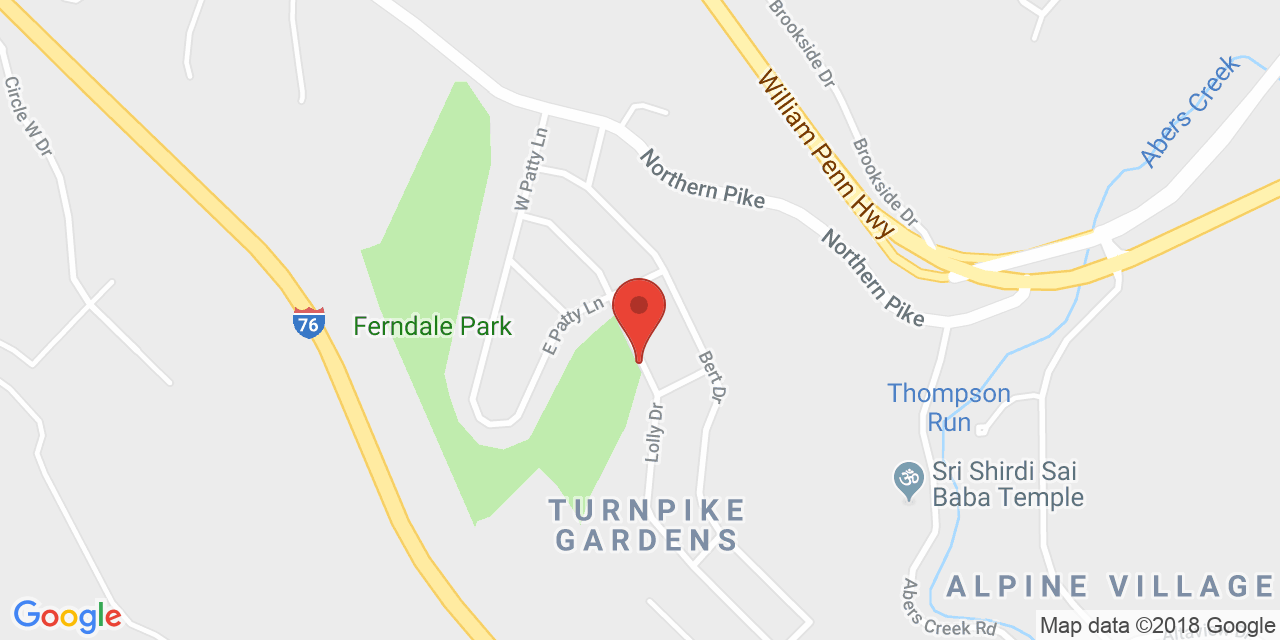 Circle W Dr
Brookside Dr
William Penn Hwy
Abers Creek
W Patty Ln
Northern Pike
Brookside Dr
Northern Pike
76
Ferndale Park
E Patty Ln
Bert Dr
Thompson
Run
Lolly Dr
Sri Shirdi Sai
Baba Temple
TURNPIKE
GARDENS
ALPINE VILLAGE
Abers Creek Rd
Google
Map data ©2018 Google